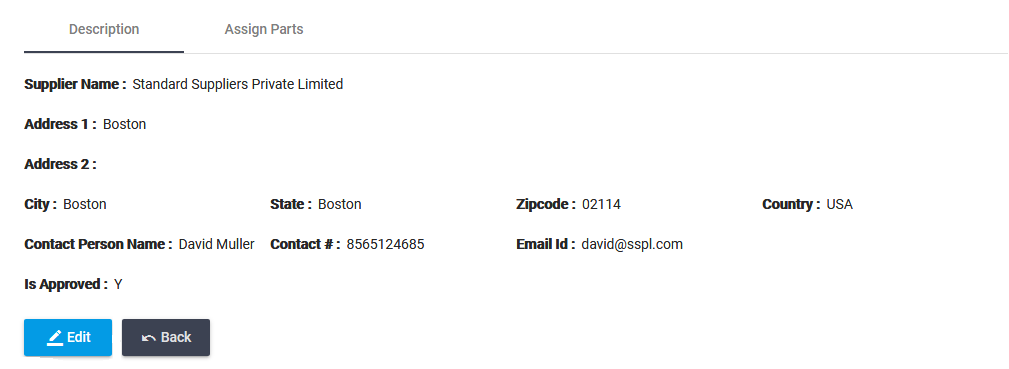 Description Assign Parts
Supplier Name : Standard Suppliers Private Limited
Address 1 : Boston
Address 2 :
City : Boston State : Boston Zipcode : 02114 Country : USA
Contact Person Name : David Muller Contact # : 8565124685 Email Id : david@sspl.com
Is Approved : Y
Edit Back